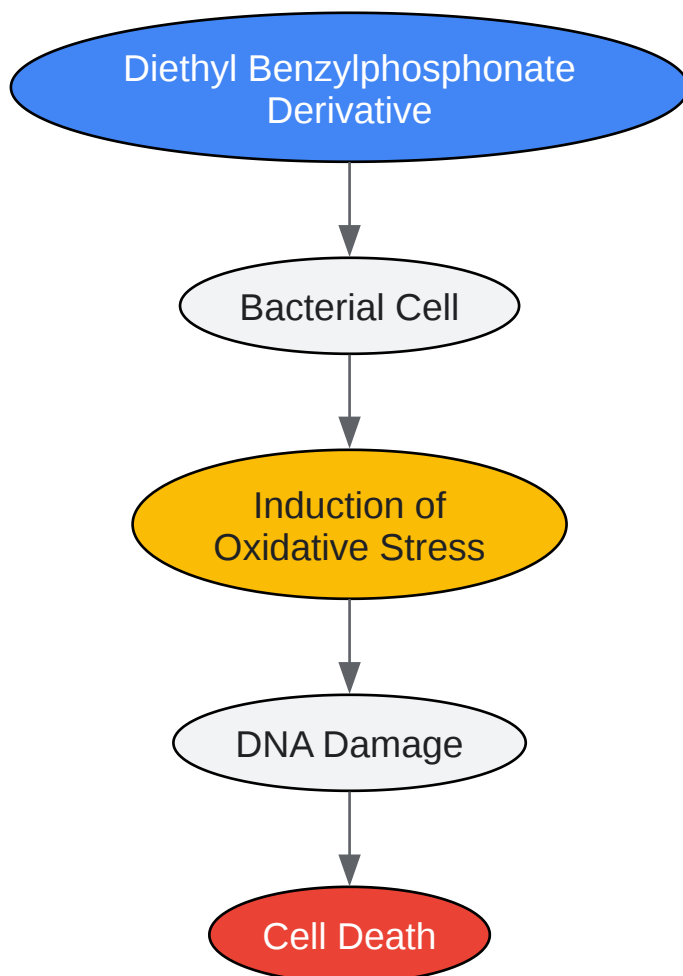 Diethyl Benzylphosphonate
Derivative
Bacterial Cell
Induction of
Oxidative Stress
DNA Damage
Cell Death